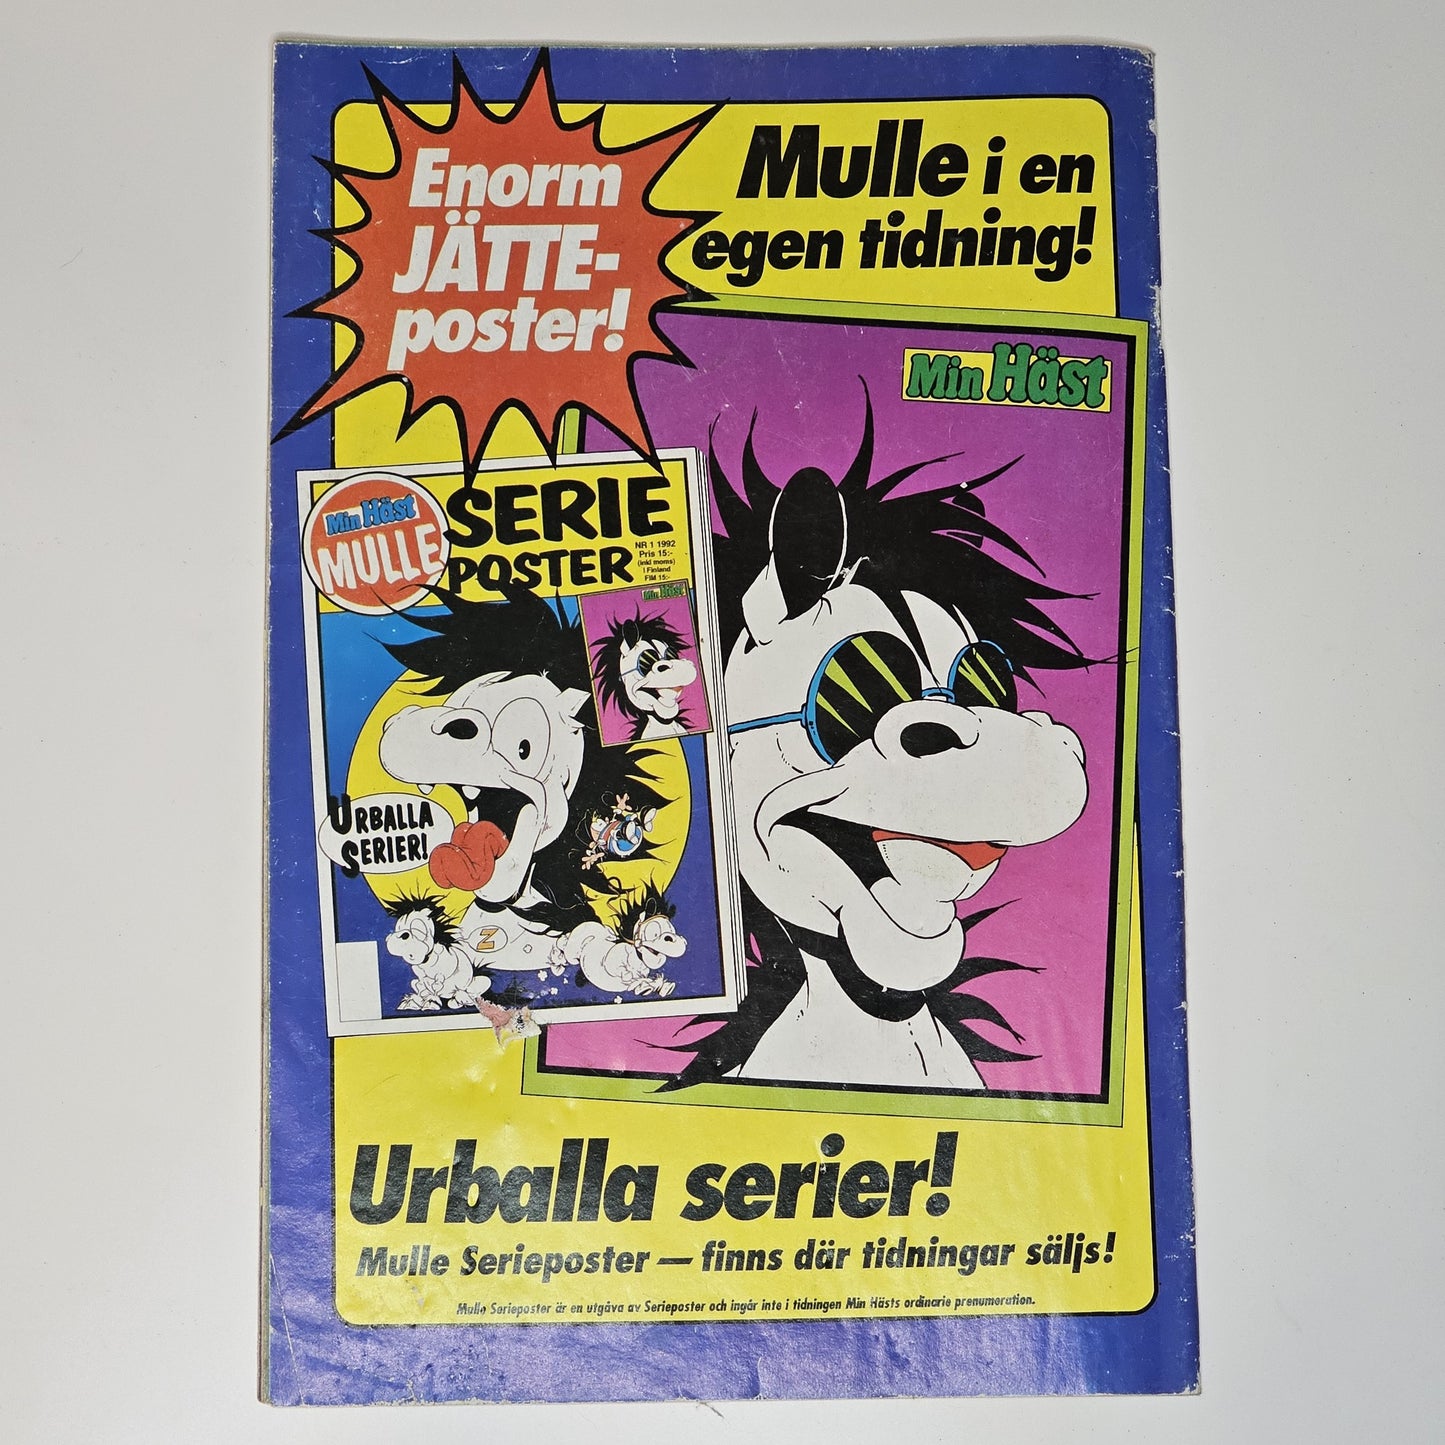 Enorm
JÄTTE-
poster!
Mulle i en
egen tidning!
Min Häst
Min Häst
MULLE
SERIE
POSTER
NR 1 1992
Pris 15:-
(inkl moms)
I Finland
FIM 15:-
Min Häst
URBALLA
SERIER!
Z
Urballa serier!
Mulle Serieposter – finns där tidningar säljs!
Mulle Serieposter är en utgåva av Serieposter och ingår inte i tidningen Min Hästs ordinarie prenumeration.